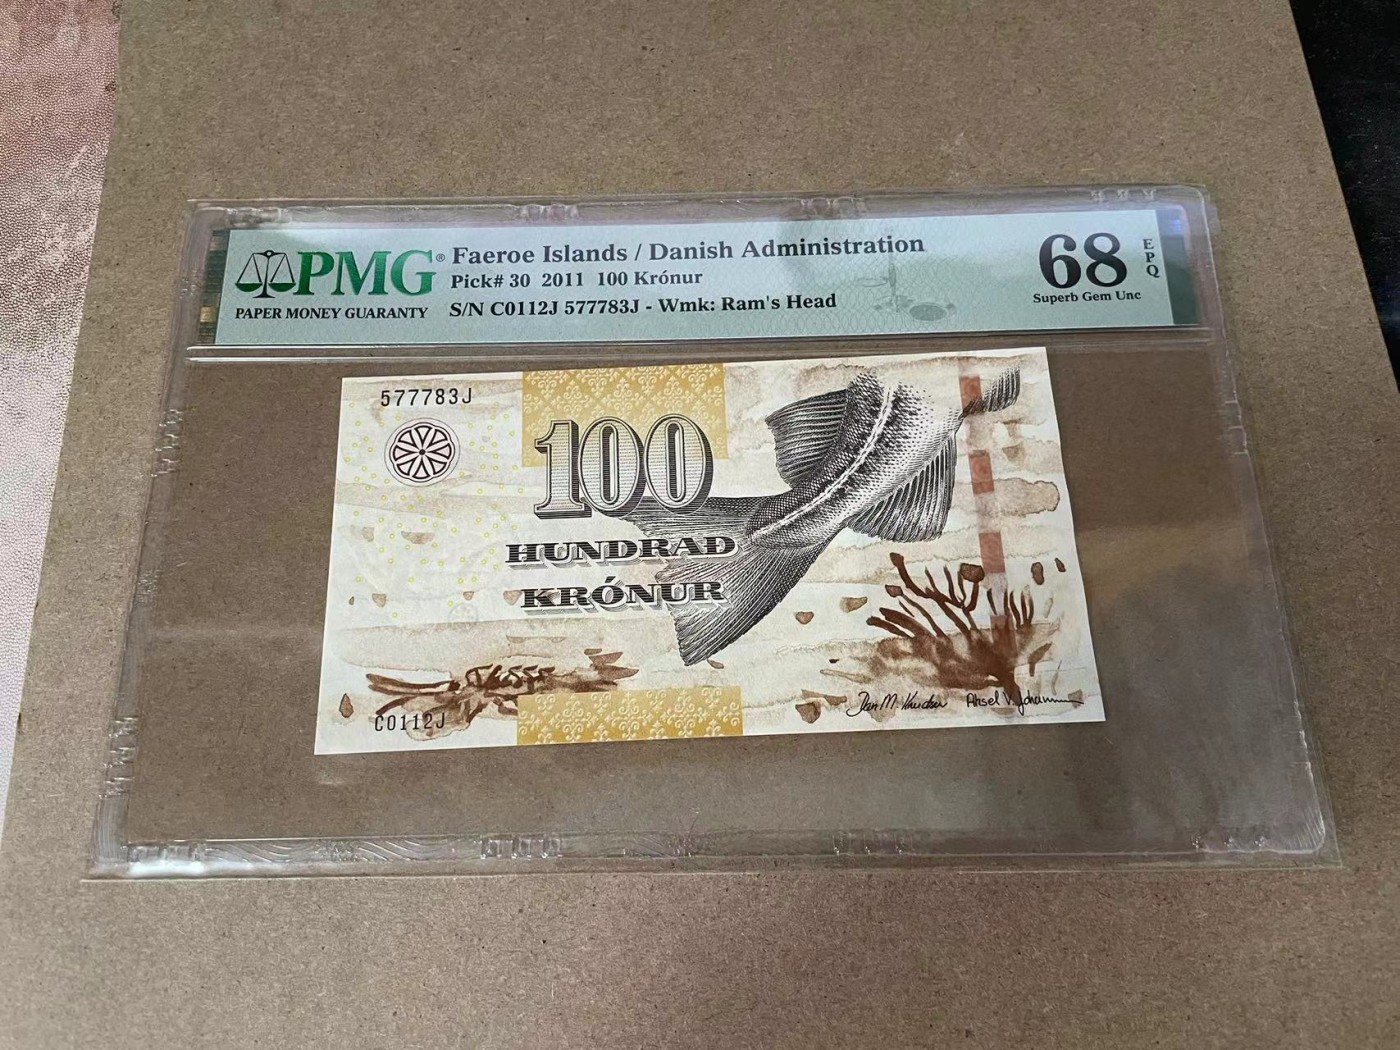 PMG®
PAPER MONEY GUARANTY
Faeroe Islands / Danish Administration
Pick# 30 2011 100 Krónur
S/N C0112J 577783J - Wmk: Ram's Head
68
EPQ
Superb Gem Unc
577783J
100
HUNDRAÐ
KRÓNUR
C0112J